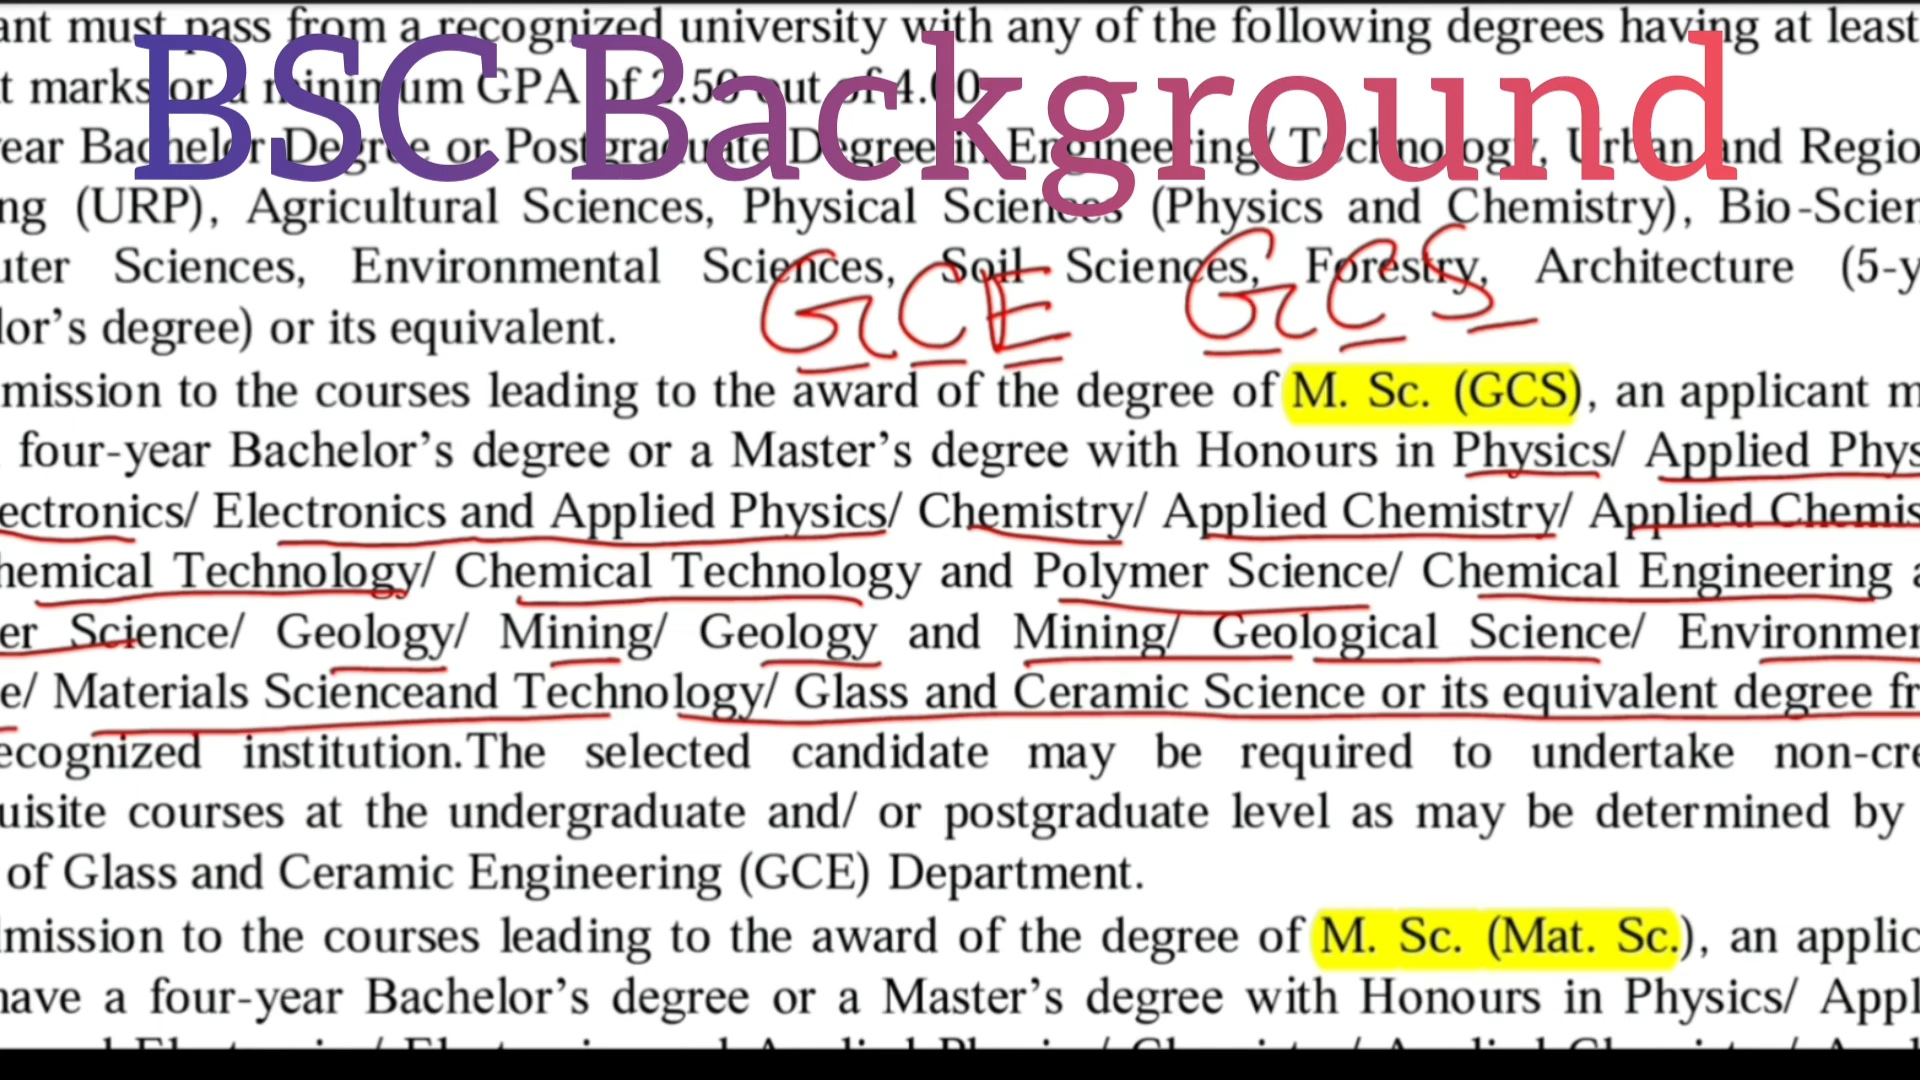 BSC Background
ant must pass from a recognized university with any of the following degrees having at least
t marks or a minimum GPA of 2.50 out of 4.00
ear Bachelor Degree or Postgraduate Degree in Engineering/ Technology, Urban and Regio
ng (URP), Agricultural Sciences, Physical Sciences (Physics and Chemistry), Bio-Scien
uter Sciences, Environmental Sciences, Soil Sciences, Forestry, Architecture (5-y
lor's degree) or its equivalent.
GCE GCS
mission to the courses leading to the award of the degree of M. Sc. (GCS), an applicant m
four-year Bachelor's degree or a Master's degree with Honours in Physics/ Applied Phys
ectronics/ Electronics and Applied Physics/ Chemistry/ Applied Chemistry/ Applied Chemis
hemical Technology/ Chemical Technology and Polymer Science/ Chemical Engineering a
er Science/ Geology/ Mining/ Geology and Mining/ Geological Science/ Environmen
e/ Materials Scienceand Technology/ Glass and Ceramic Science or its equivalent degree fr
ecognized institution.The selected candidate may be required to undertake non-cre
uisite courses at the undergraduate and/ or postgraduate level as may be determined by
of Glass and Ceramic Engineering (GCE) Department.
lmission to the courses leading to the award of the degree of M. Sc. (Mat. Sc.), an applic
have a four-year Bachelor's degree or a Master's degree with Honours in Physics/ Appl